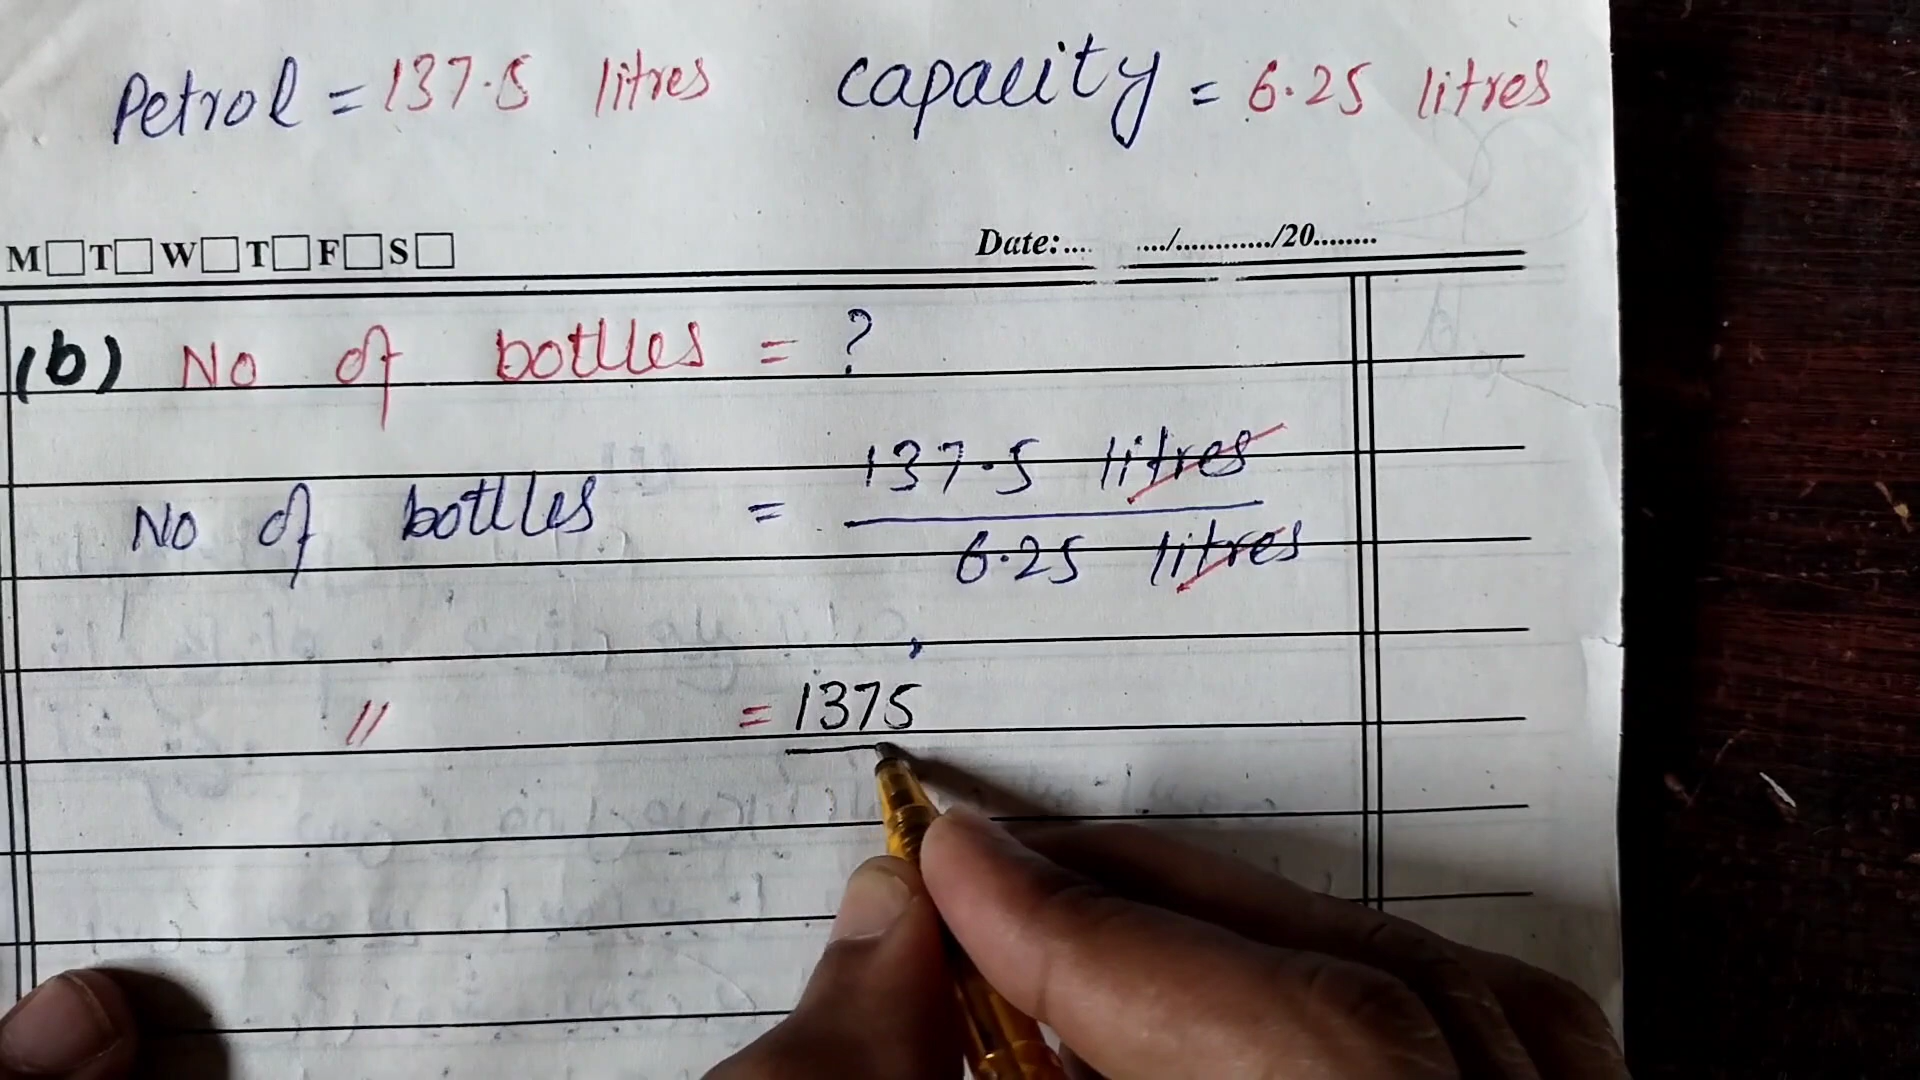 Petrol = 137.5 litres capacity = 6.25 litres
M□T□W□T□F□S□ Date:.... ..../............/20........
(b) No of bottles = ?
No of bottles = 137.5 litres
6.25 litres
" = 1375